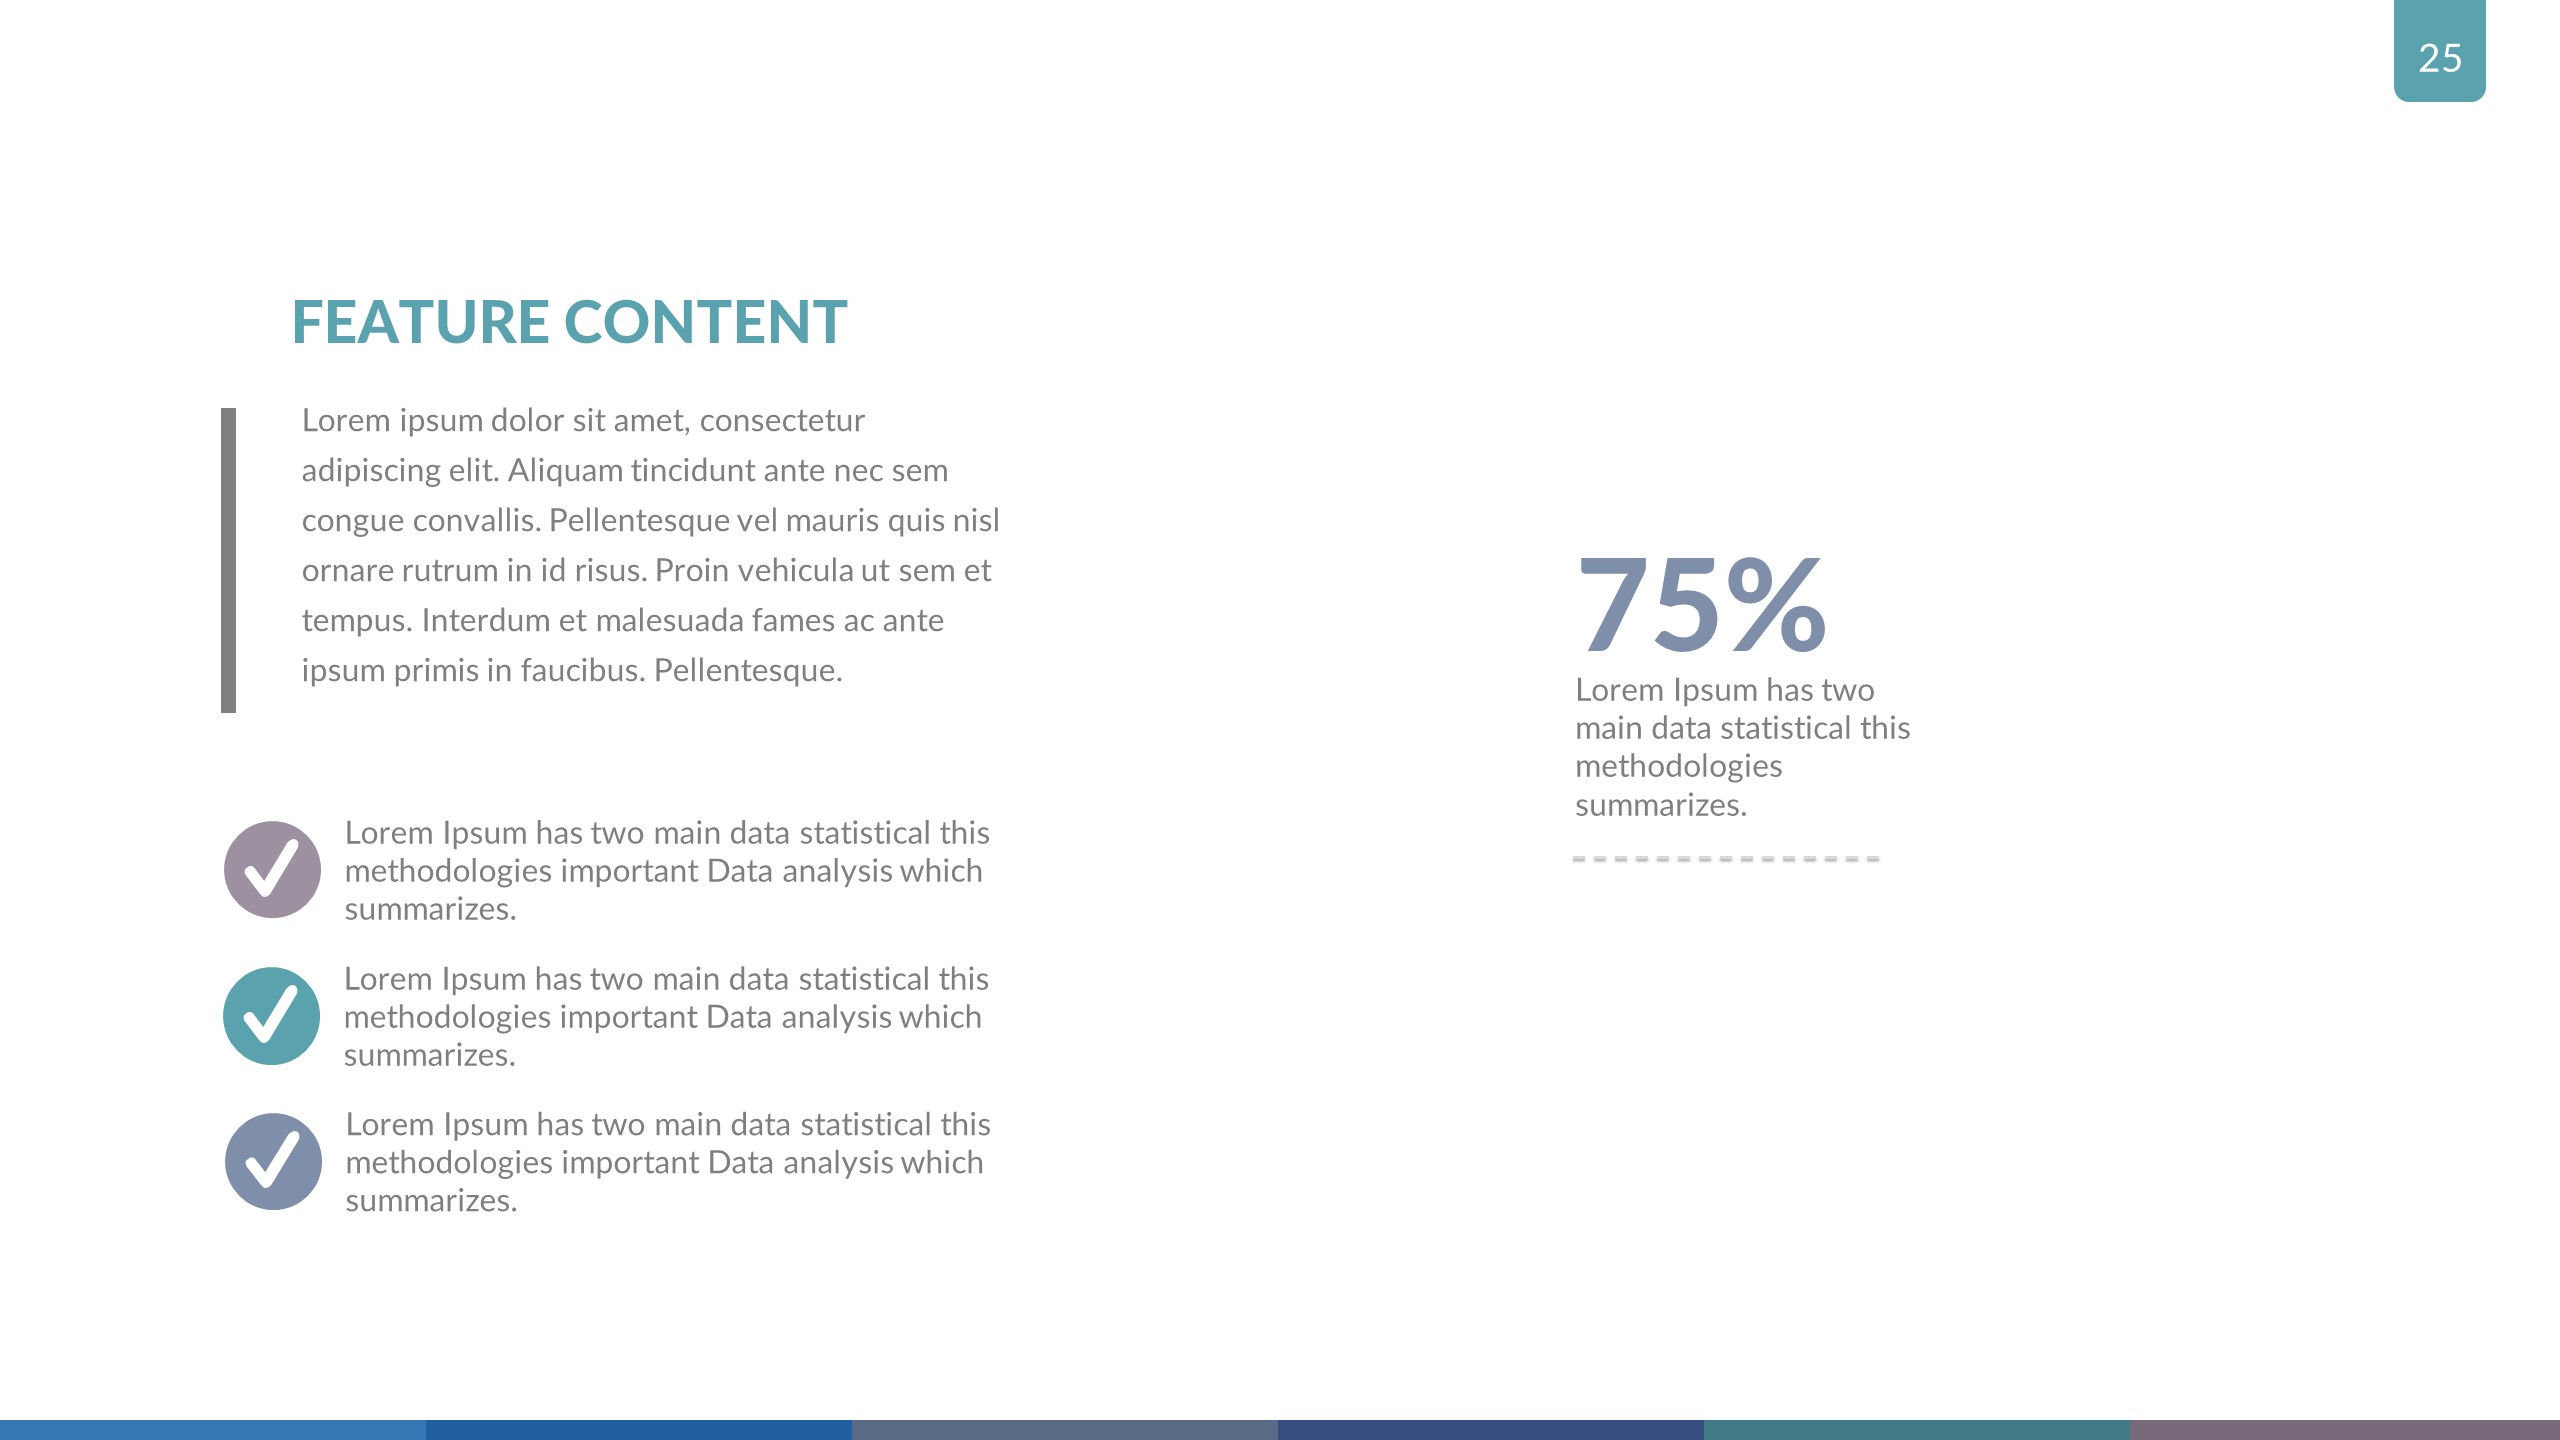 25
FEATURE CONTENT
Lorem ipsum dolor sit amet, consectetur
adipiscing elit. Aliquam tincidunt ante nec sem
congue convallis. Pellentesque vel mauris quis nisl
ornare rutrum in id risus. Proin vehicula ut sem et
tempus. Interdum et malesuada fames ac ante
ipsum primis in faucibus. Pellentesque.
Lorem Ipsum has two main data statistical this
methodologies important Data analysis which
summarizes.
Lorem Ipsum has two main data statistical this
methodologies important Data analysis which
summarizes.
Lorem Ipsum has two main data statistical this
methodologies important Data analysis which
summarizes.
75%
Lorem Ipsum has two
main data statistical this
methodologies
summarizes.